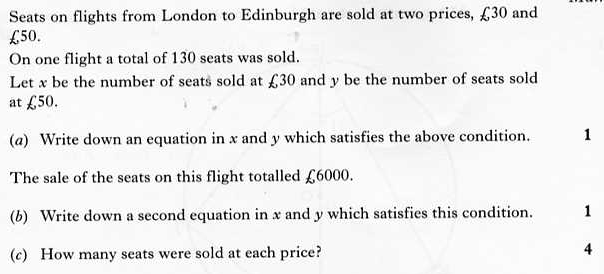 Seats on flights from London to Edinburgh are sold at two prices, £30 and
£50.
On one flight a total of 130 seats was sold.
Let x be the number of seats sold at £30 and y be the number of seats sold
at £50.
(a) Write down an equation in x and y which satisfies the above condition. 1
The sale of the seats on this flight totalled £6000.
(b) Write down a second equation in x and y which satisfies this condition. 1
(c) How many seats were sold at each price? 4